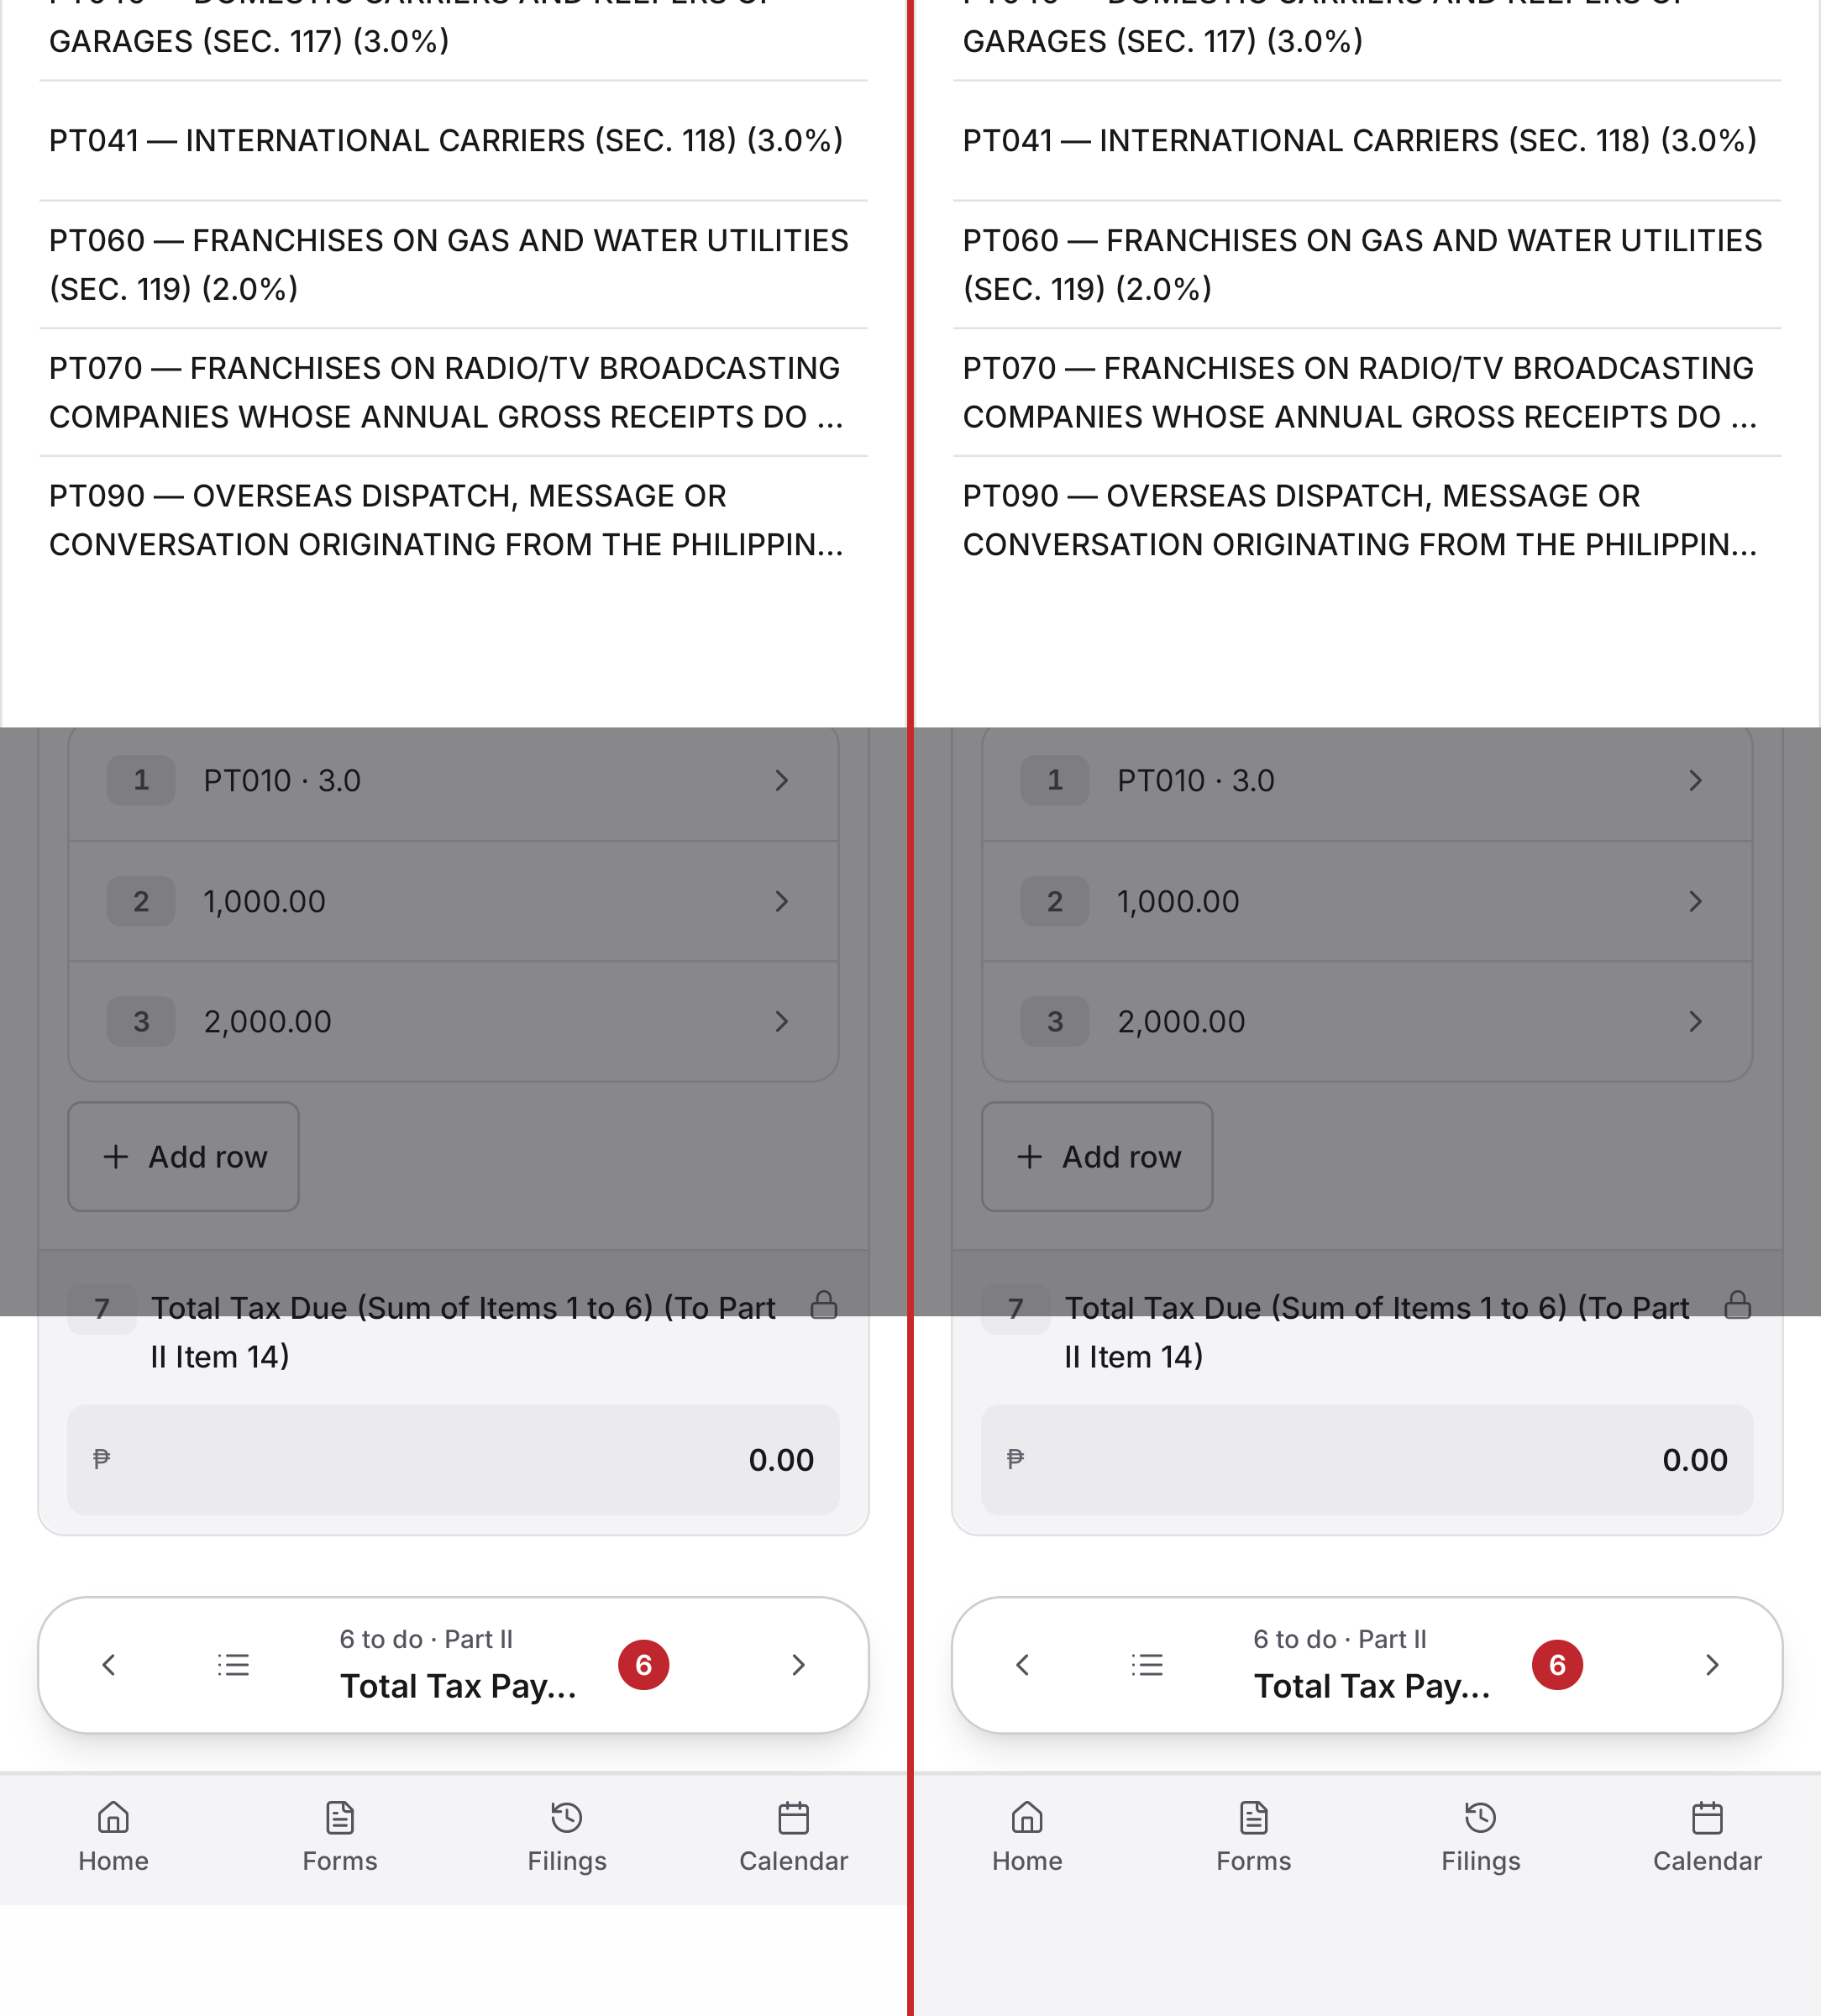 GARAGES (SEC. 117) (3.0%)
PT041 — INTERNATIONAL CARRIERS (SEC. 118) (3.0%)
PT060 — FRANCHISES ON GAS AND WATER UTILITIES
(SEC. 119) (2.0%)
PT070 — FRANCHISES ON RADIO/TV BROADCASTING
COMPANIES WHOSE ANNUAL GROSS RECEIPTS DO ...
PT090 — OVERSEAS DISPATCH, MESSAGE OR
CONVERSATION ORIGINATING FROM THE PHILIPPIN...
1 PT010 · 3.0
2 1,000.00
3 2,000.00
+ Add row
7 Total Tax Due (Sum of Items 1 to 6) (To Part
II Item 14)
₱ 0.00
6 to do · Part II
Total Tax Pay...
6
Home Forms Filings Calendar
GARAGES (SEC. 117) (3.0%)
PT041 — INTERNATIONAL CARRIERS (SEC. 118) (3.0%)
PT060 — FRANCHISES ON GAS AND WATER UTILITIES
(SEC. 119) (2.0%)
PT070 — FRANCHISES ON RADIO/TV BROADCASTING
COMPANIES WHOSE ANNUAL GROSS RECEIPTS DO ...
PT090 — OVERSEAS DISPATCH, MESSAGE OR
CONVERSATION ORIGINATING FROM THE PHILIPPIN...
1 PT010 · 3.0
2 1,000.00
3 2,000.00
+ Add row
7 Total Tax Due (Sum of Items 1 to 6) (To Part
II Item 14)
₱ 0.00
6 to do · Part II
Total Tax Pay...
6
Home Forms Filings Calendar